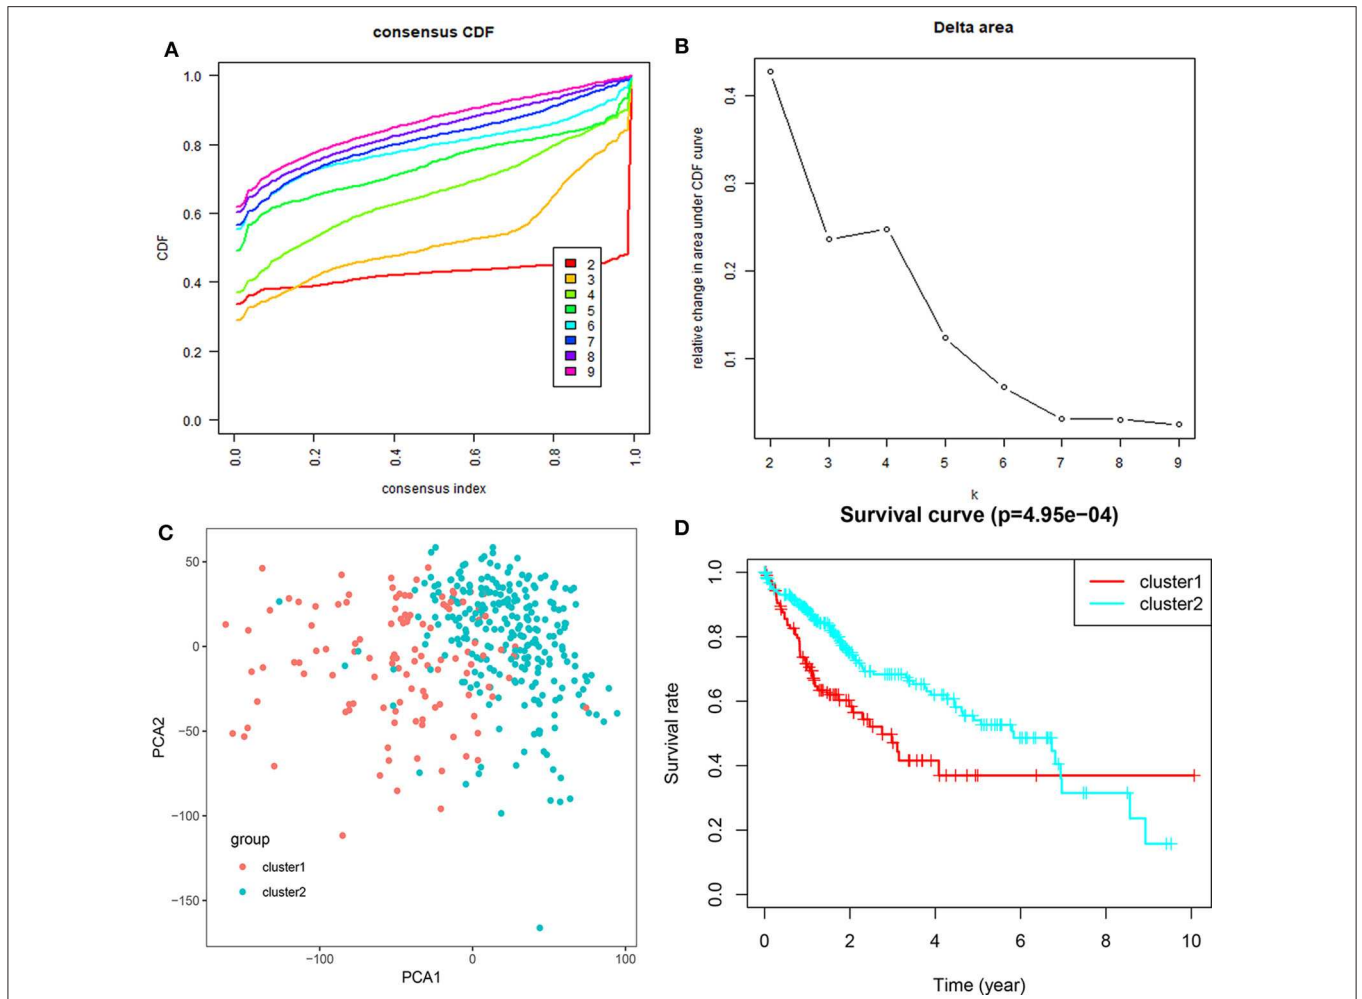 A
consensus CDF
CDF
1.0
0.8
0.6
0.4
0.2
0.0
2
3
4
5
6
7
8
9
0.0 0.2 0.4 0.6 0.8 1.0
consensus index
B
Delta area
relative change in area under CDF curve
0.4
0.3
0.2
0.1
2 3 4 5 6 7 8 9
k
C
PCA2
50
0
−50
−100
−150
group
cluster1
cluster2
−100 0 100
PCA1
D
Survival curve (p=4.95e−04)
Survival rate
1.0
0.8
0.6
0.4
0.2
0.0
cluster1
cluster2
0 2 4 6 8 10
Time (year)